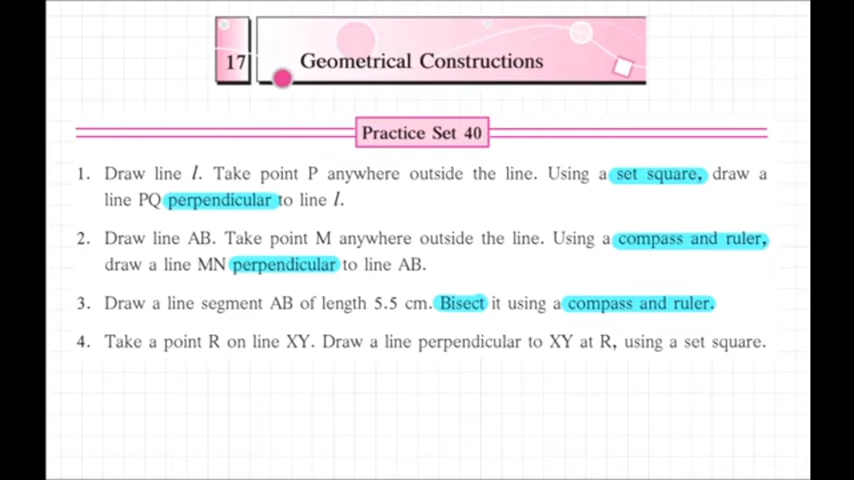 17 Geometrical Constructions
Practice Set 40
1. Draw line l. Take point P anywhere outside the line. Using a set square, draw a
line PQ perpendicular to line l.
2. Draw line AB. Take point M anywhere outside the line. Using a compass and ruler,
draw a line MN perpendicular to line AB.
3. Draw a line segment AB of length 5.5 cm. Bisect it using a compass and ruler.
4. Take a point R on line XY. Draw a line perpendicular to XY at R, using a set square.